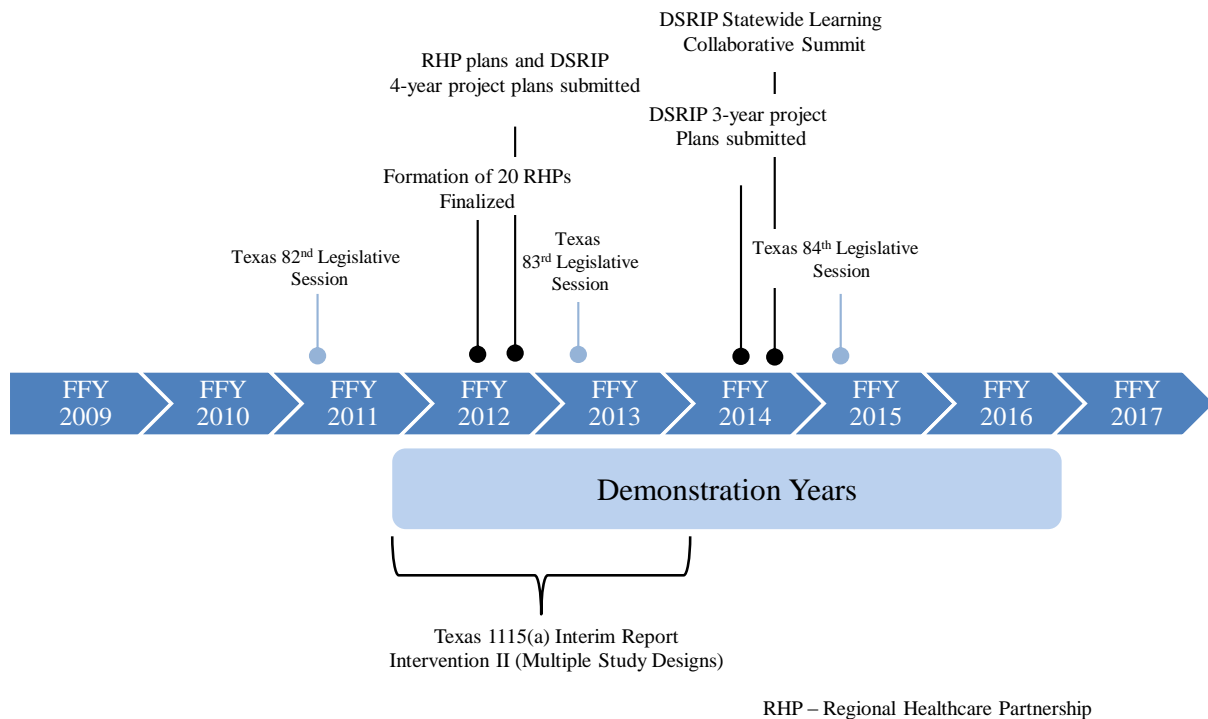 DSRIP Statewide Learning
Collaborative Summit
RHP plans and DSRIP
4-year project plans submitted
DSRIP 3-year project
Plans submitted
Formation of 20 RHPs
Finalized
Texas 82nd Legislative
Session
Texas
83rd Legislative
Session
Texas 84th Legislative
Session
FFY
2009
FFY
2010
FFY
2011
FFY
2012
FFY
2013
FFY
2014
FFY
2015
FFY
2016
FFY
2017
Demonstration Years
Texas 1115(a) Interim Report
Intervention II (Multiple Study Designs)
RHP – Regional Healthcare Partnership